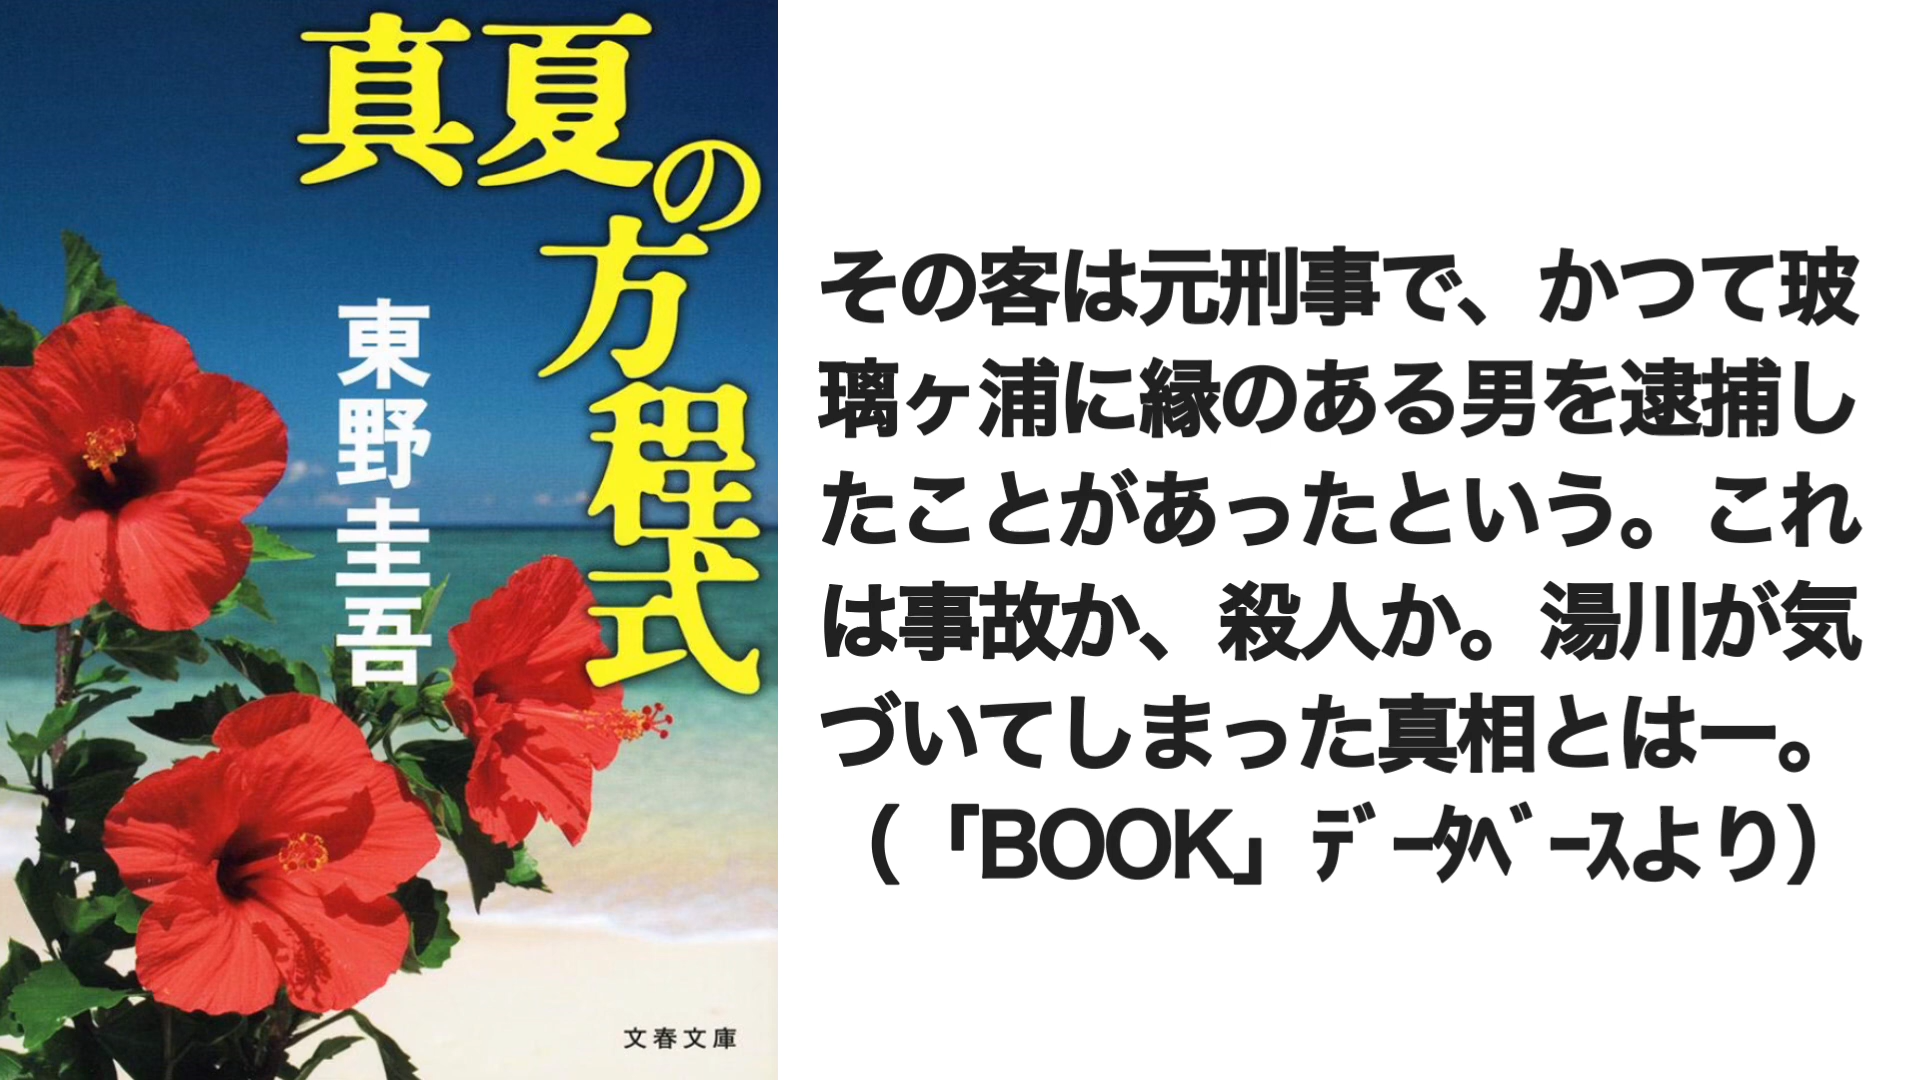 真夏の
方程式
東野圭吾
文春文庫
その客は元刑事で、かつて玻
璃ヶ浦に縁のある男を逮捕し
たことがあったという。これ
は事故か、殺人か。湯川が気
づいてしまった真相とは―。
（「BOOK」ﾃﾞｰﾀﾍﾞｰｽより）